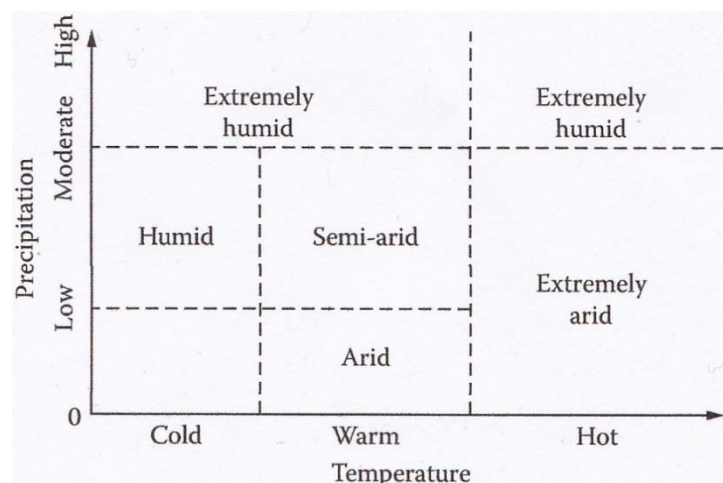 High
Moderate
Low
0
Precipitation
Extremely
humid
Extremely
humid
Humid
Semi-arid
Extremely
arid
Arid
Cold
Warm
Hot
Temperature